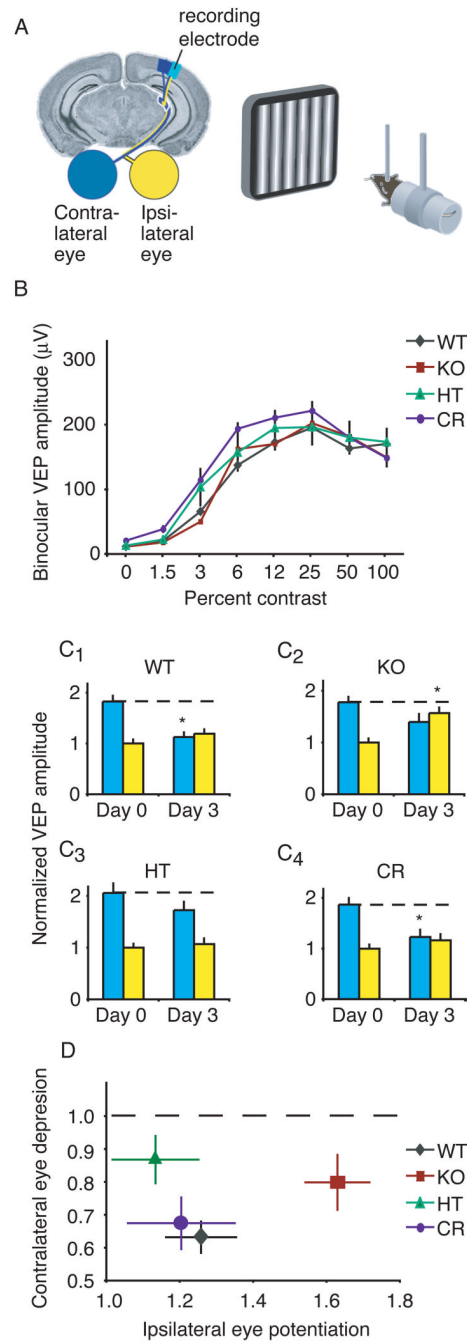 A
recording
electrode
Contra-
lateral
eye
Ipsi-
lateral
eye
B
Binocular VEP amplitude (μV)
300
200
100
0
0 1.5 3 6 12 25 50 100
Percent contrast
WT
KO
HT
CR
Normalized VEP amplitude
C1
WT
2
1
0
*
Day 0 Day 3
C2
KO
2
1
0
*
Day 0 Day 3
C3
HT
2
1
0
Day 0 Day 3
C4
CR
2
1
0
*
Day 0 Day 3
D
Contralateral eye depresion
1.0
0.9
0.8
0.7
0.6
0.5
1.0 1.2 1.4 1.6 1.8
Ipsilateral eye potentiation
WT
KO
HT
CR